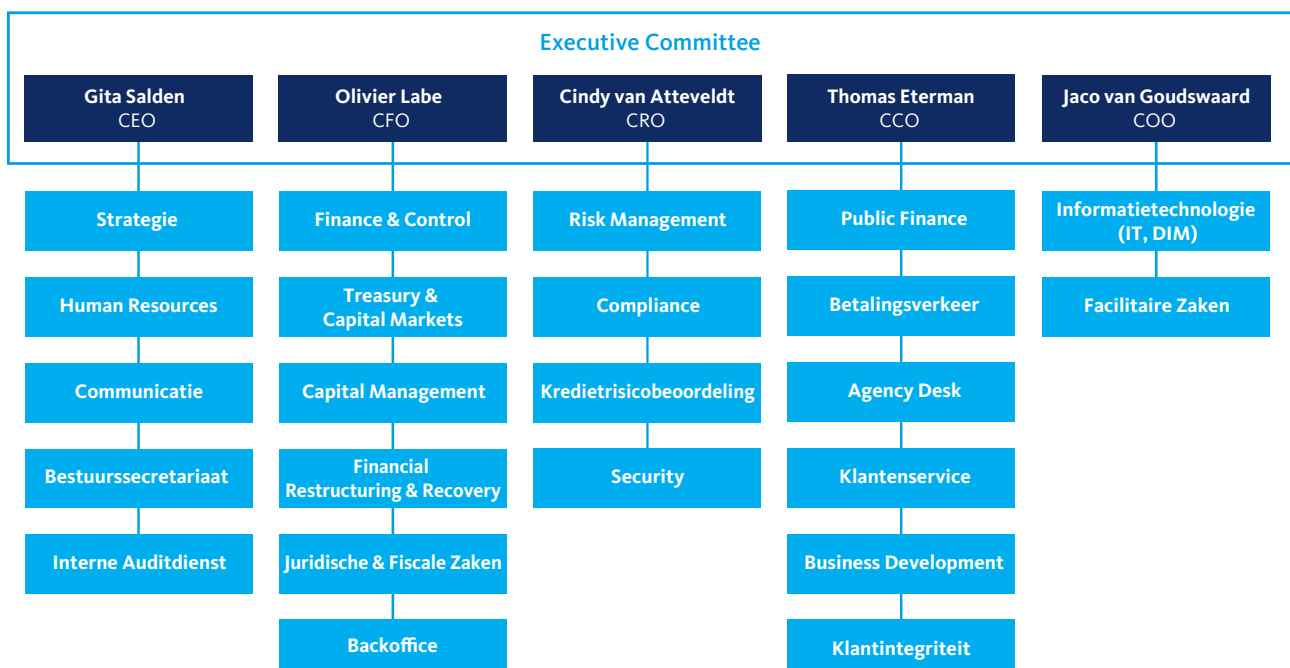 Executive Committee
Gita Salden
CEO
Olivier Labe
CFO
Cindy van Atteveldt
CRO
Thomas Eterman
CCO
Jaco van Goudswaard
COO
Strategie
Human Resources
Communicatie
Bestuurssecretariaat
Interne Auditdienst
Finance & Control
Treasury &
Capital Markets
Capital Management
Financial
Restructuring & Recovery
Juridische & Fiscale Zaken
Backoffice
Risk Management
Compliance
Kredietrisicobeoordeling
Security
Public Finance
Betalingsverkeer
Agency Desk
Klantenservice
Business Development
Klantintegriteit
Informatietechnologie
(IT, DIM)
Facilitaire Zaken